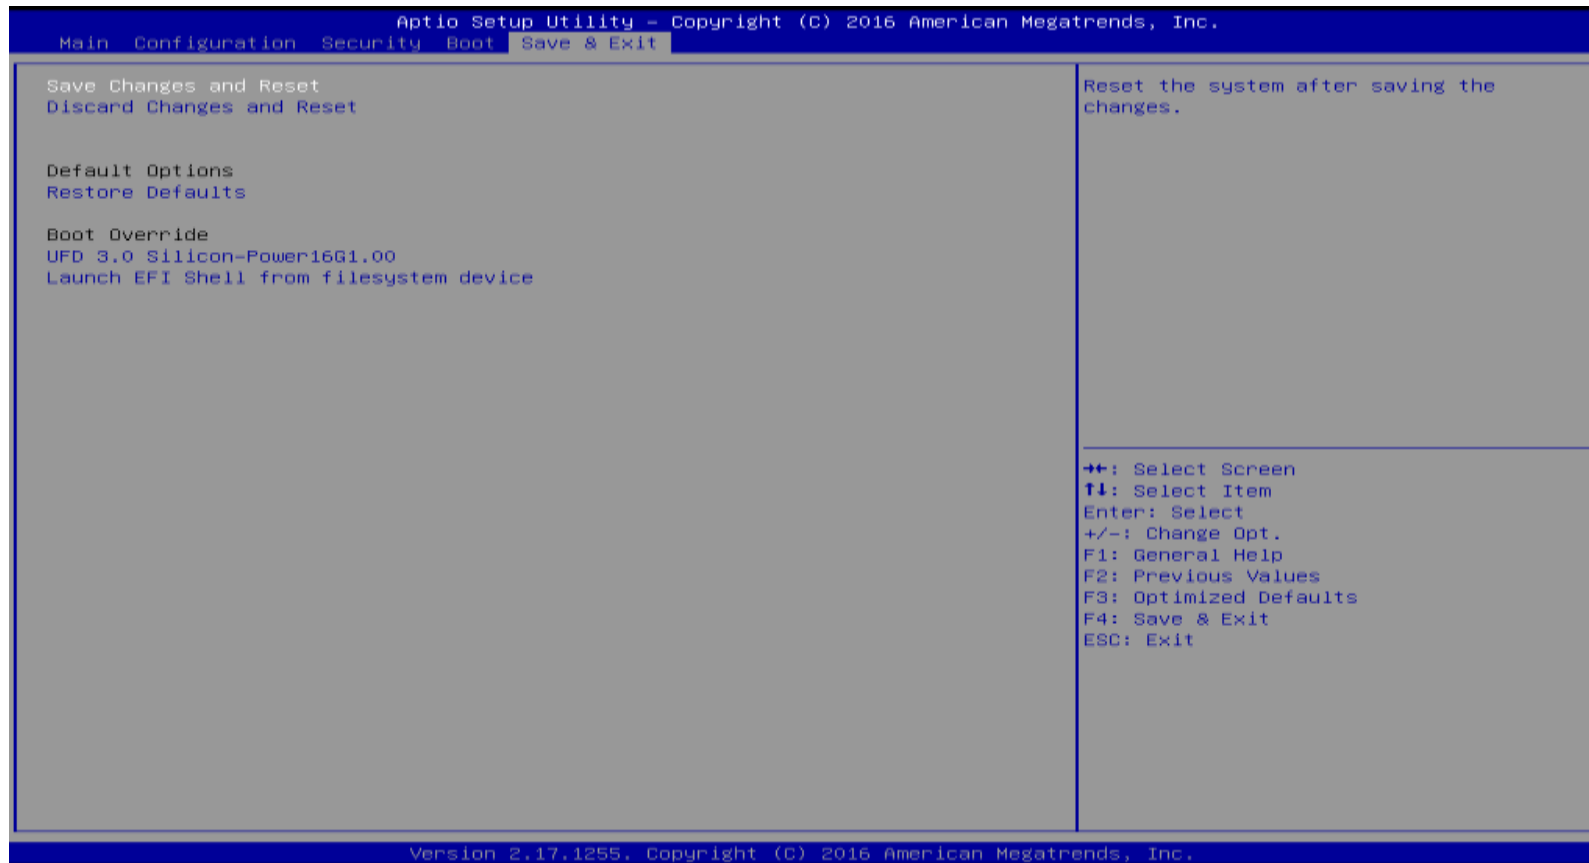 Aptio Setup Utility – Copyright (C) 2016 American Megatrends, Inc.
Main Configuration Security Boot Save & Exit
Save Changes and Reset
Discard Changes and Reset
Default Options
Restore Defaults
Boot Override
UFD 3.0 Silicon-Power16G1.00
Launch EFI Shell from filesystem device
Reset the system after saving the
changes.
→←: Select Screen
↑↓: Select Item
Enter: Select
+/-: Change Opt.
F1: General Help
F2: Previous Values
F3: Optimized Defaults
F4: Save & Exit
ESC: Exit
Version 2.17.1255. Copyright (C) 2016 American Megatrends, Inc.